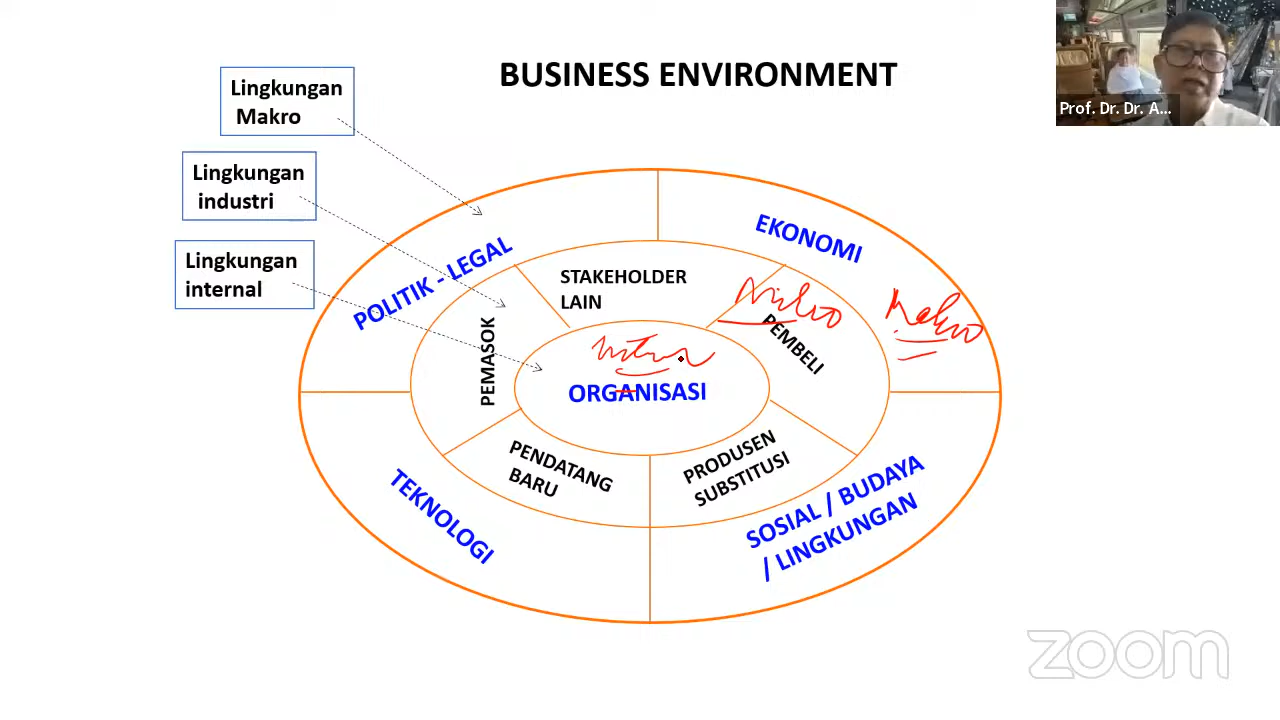 BUSINESS ENVIRONMENT
Prof. Dr. Dr. A...
Lingkungan
Makro
Lingkungan
industri
Lingkungan
internal
POLITIK - LEGAL
EKONOMI
STAKEHOLDER
LAIN
Mikro
Makro
PEMASOK
PEMBELI
ORGANISASI
PENDATANG
BARU
PRODUSEN
SUBSTITUSI
TEKNOLOGI
SOSIAL / BUDAYA
/ LINGKUNGAN
zoom